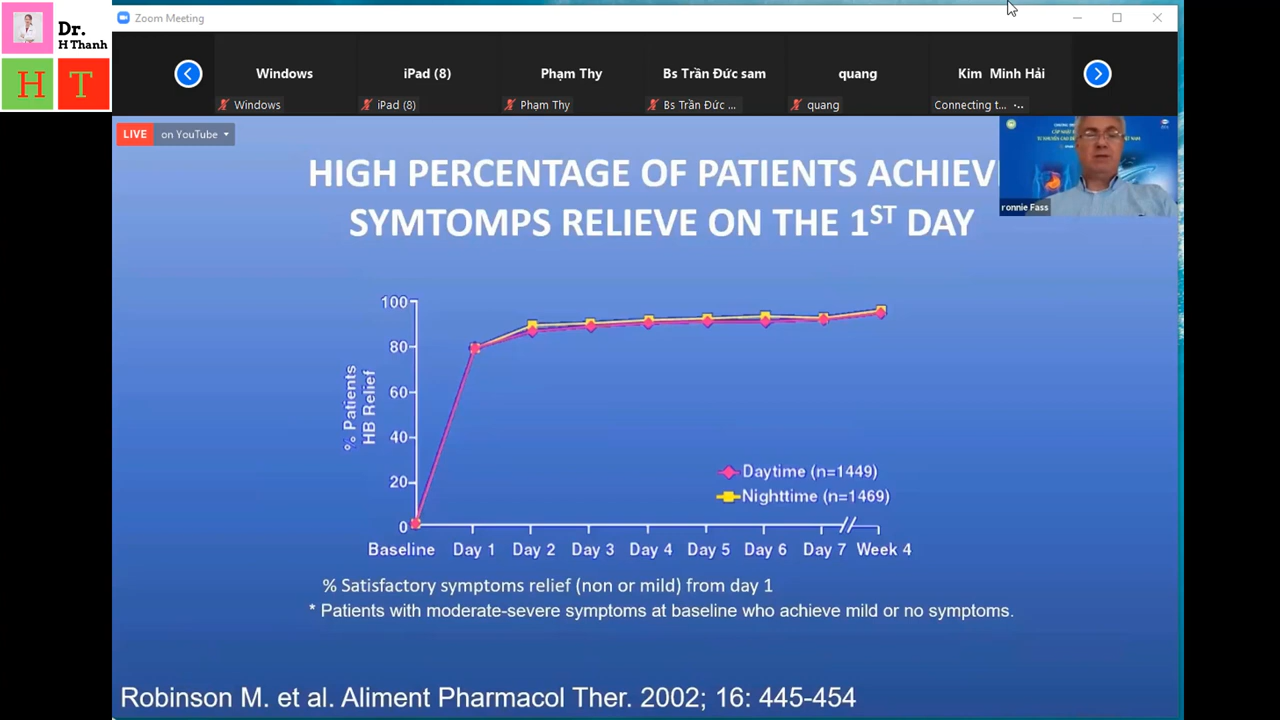 Dr.
H Thanh
H T
Zoom Meeting
Windows
iPad (8)
Phạm Thy
Bs Trần Đức sam
quang
Kim Minh Hải
Windows
iPad (8)
Phạm Thy
Bs Trần Đức ...
quang
Connecting t...
LIVE on YouTube
ronnie Fass
HIGH PERCENTAGE OF PATIENTS ACHIEV
SYMTOMPS RELIEVE ON THE 1ST DAY
% Patients
HB Relief
100
80
60
40
20
0
Daytime (n=1449)
Nighttime (n=1469)
Baseline Day 1 Day 2 Day 3 Day 4 Day 5 Day 6 Day 7 Week 4
% Satisfactory symptoms relief (non or mild) from day 1
* Patients with moderate-severe symptoms at baseline who achieve mild or no symptoms.
Robinson M. et al. Aliment Pharmacol Ther. 2002; 16: 445-454